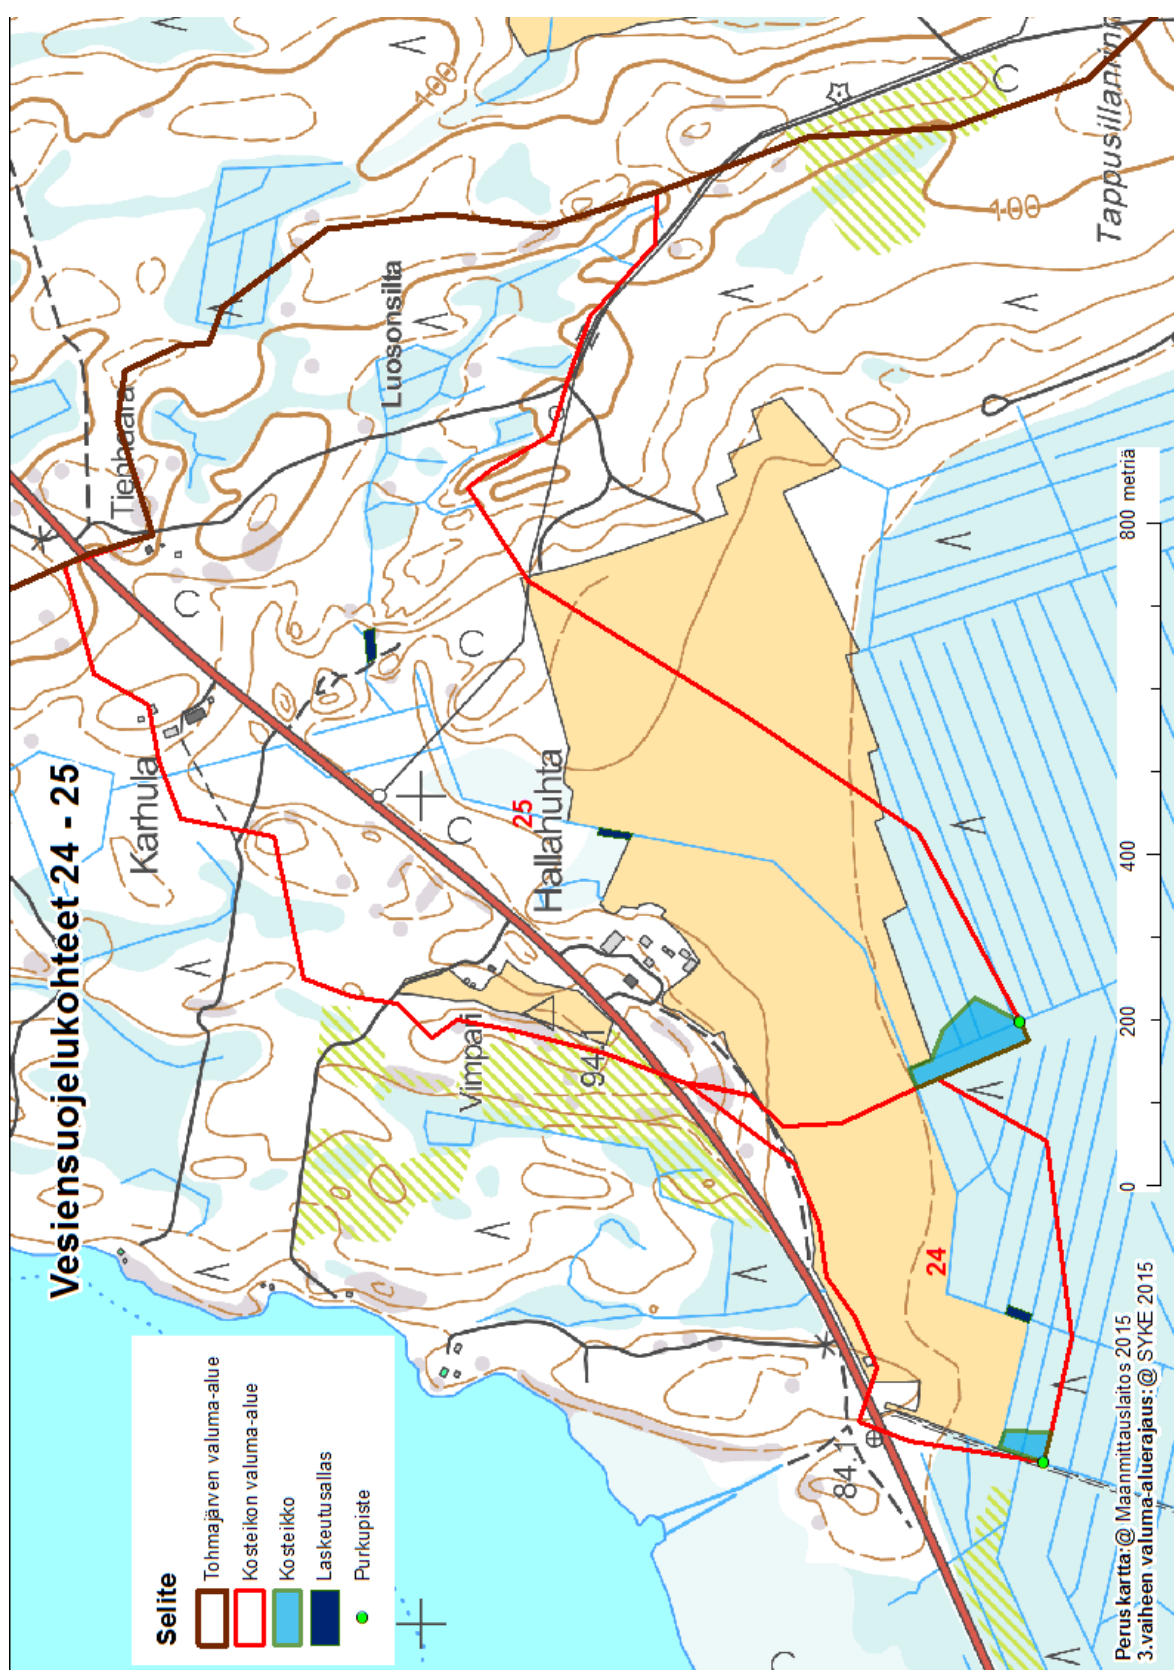 Vesiensuojelukohteet 24 - 25
Selite
Tohmajärven valuma-alue
Kosteikon valuma-alue
Kosteikko
Laskeutusallas
Purkupiste
Karhula
Tienhaara
Luosonsilta
100
100
Viimpari
94.1
25
Hallahuhta
24
84.1
0
200
400
800 metriä
Peruskartta:@ Maanmittauslaitos 2015
3.vaiheen valuma-aluerajaus:@ SYKE 2015